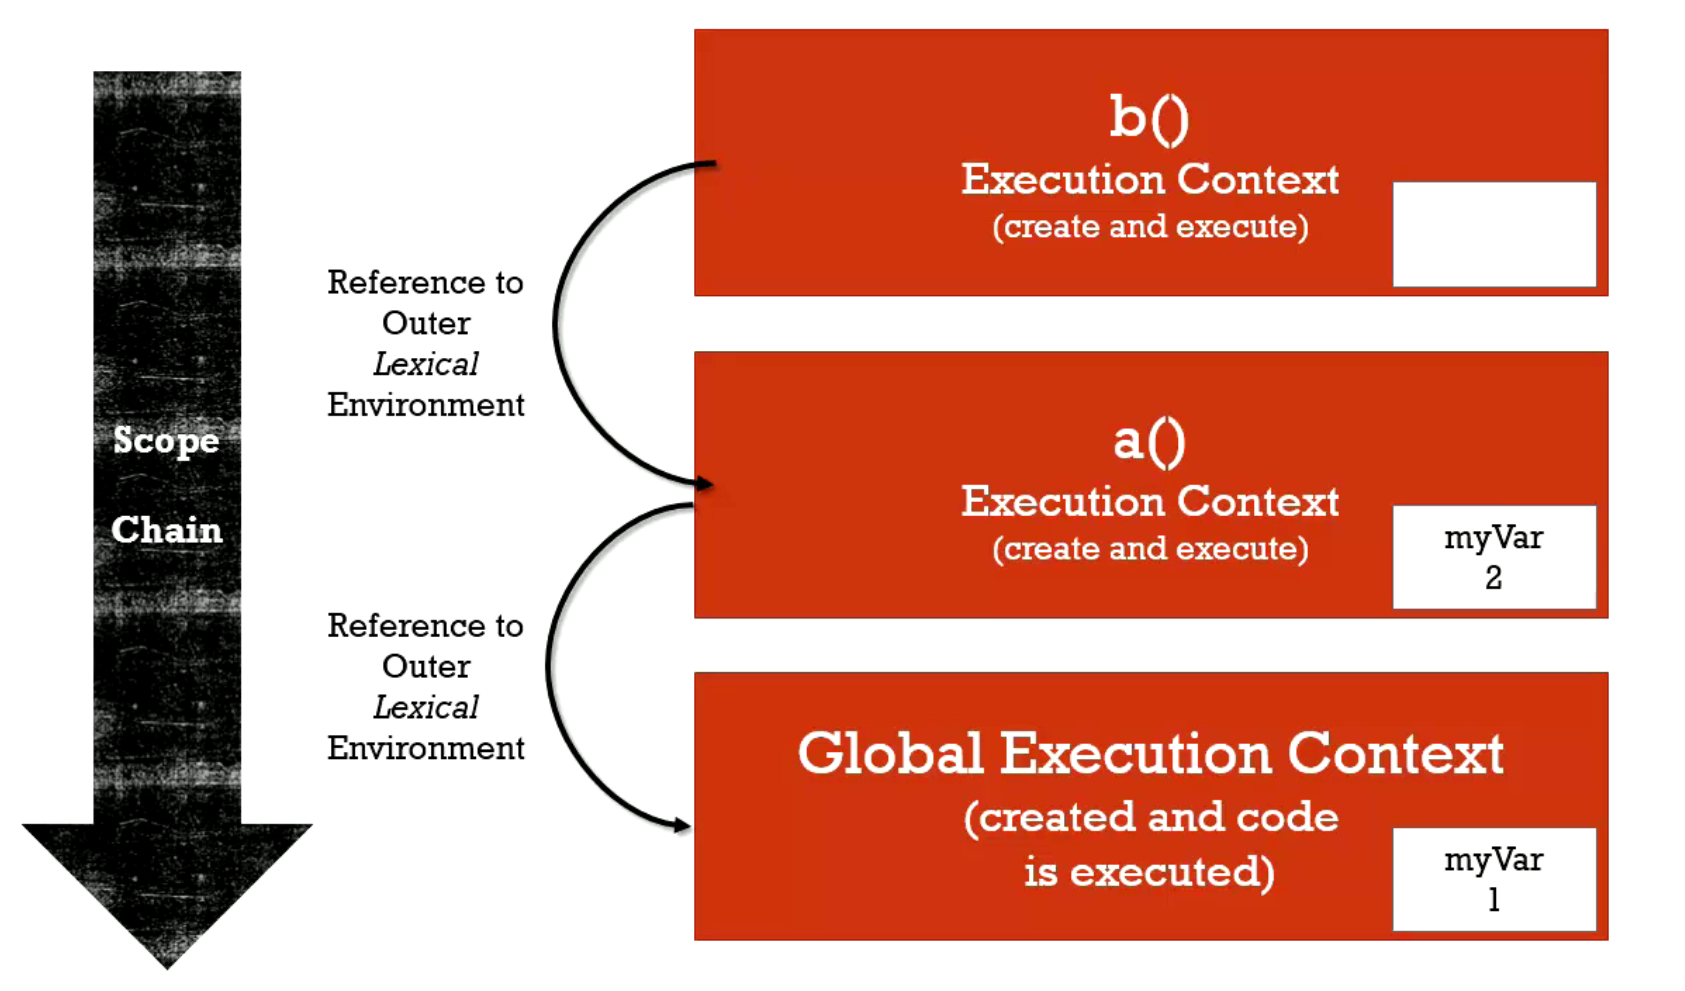 b()
Execution Context
(create and execute)
Reference to
Outer
Lexical
Environment
Scope
Chain
a()
Execution Context
(create and execute)
myVar
2
Reference to
Outer
Lexical
Environment
Global Execution Context
(created and code
is executed)
myVar
1